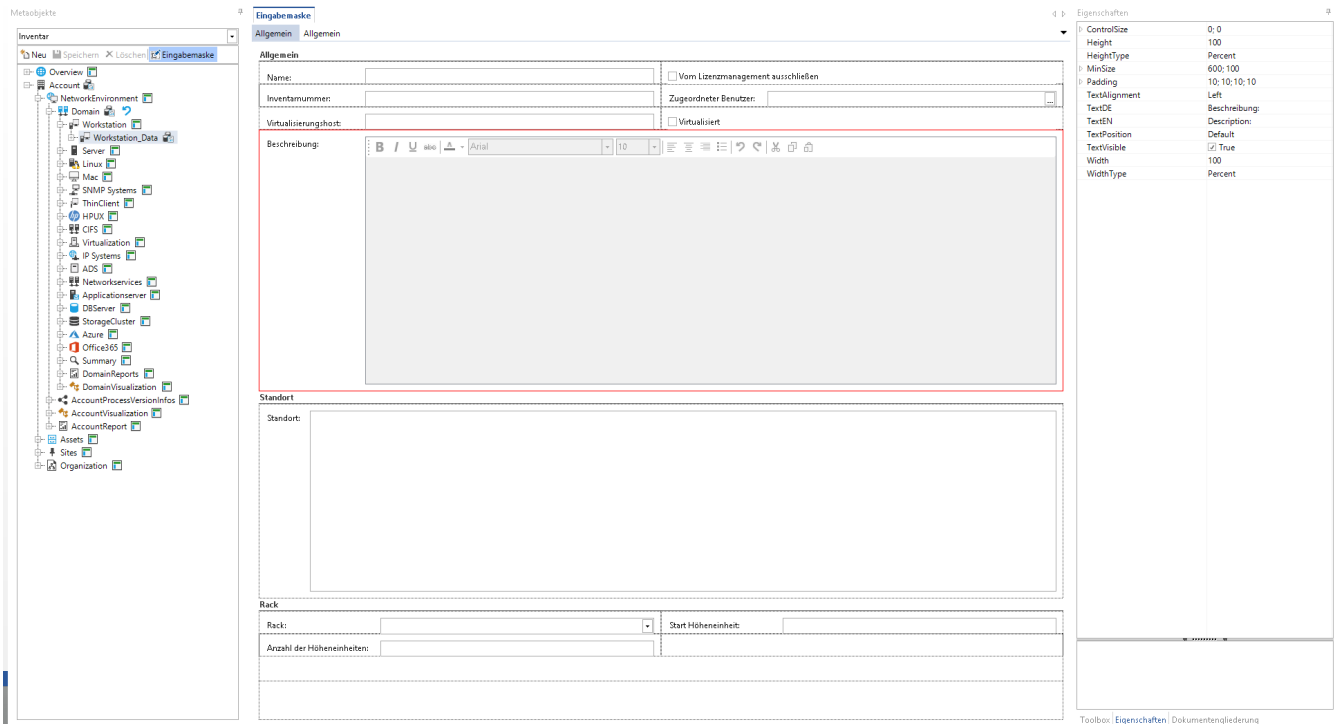 Metaobjekte
Inventar
Neu Speichern Löschen Eingabemaske
Overview
Account
NetworkEnvironment
Domain
Workstation
Workstation_Data
Server
Linux
Mac
SNMP Systems
ThinClient
HPUX
CIFS
Virtualization
IP Systems
ADS
Networkservices
Applicationserver
DBServer
StorageCluster
Azure
Office365
Summary
DomainReports
DomainVisualization
AccountProcessVersionInfos
AccountVisualization
AccountReport
Assets
Sites
Organization
Eingabemaske
Allgemein Allgemein
Allgemein
Name: Vom Lizenzmanagement ausschließen
Inventarnummer: Zugeordneter Benutzer: ...
Virtualisierungshost: Virtualisiert
Beschreibung: B I U abc A Arial 10
Standort
Standort:
Rack
Rack: Start Höheneinheit:
Anzahl der Höheneinheiten:
Eigenschaften
ControlSize 0; 0
Height 100
HeightType Percent
MinSize 600; 100
Padding 10; 10; 10; 10
TextAlignment Left
TextDE Beschreibung:
TextEN Description:
TextPosition Default
TextVisible True
Width 100
WidthType Percent
Toolbox Eigenschaften Dokumentengliederung